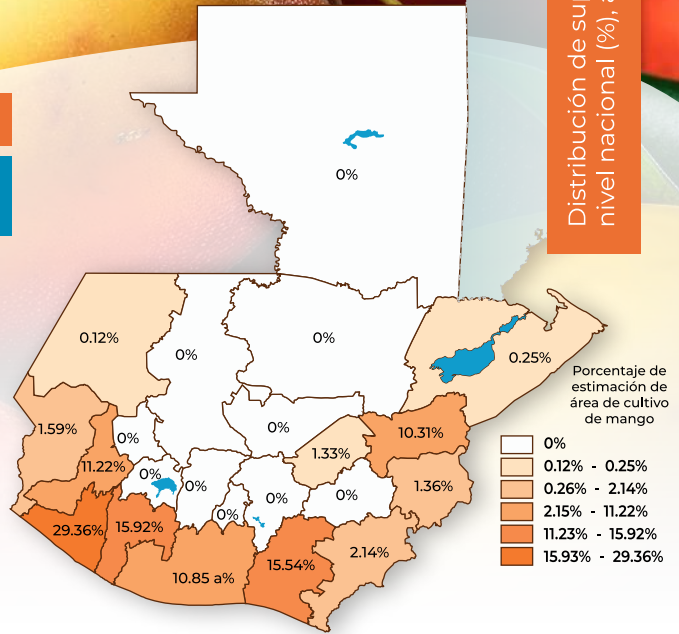 Distribución de su
nivel nacional (%), a
0%
0.12%
0%
0%
0.25%
Porcentaje de
estimación de
área de cultivo
de mango
0%
0.12% - 0.25%
0.26% - 2.14%
2.15% - 11.22%
11.23% - 15.92%
15.93% - 29.36%
1.59%
0%
0%
10.31%
11.22%
0%
0%
1.33%
0%
0%
0%
1.36%
29.36%
15.92%
10.85 a%
15.54%
2.14%